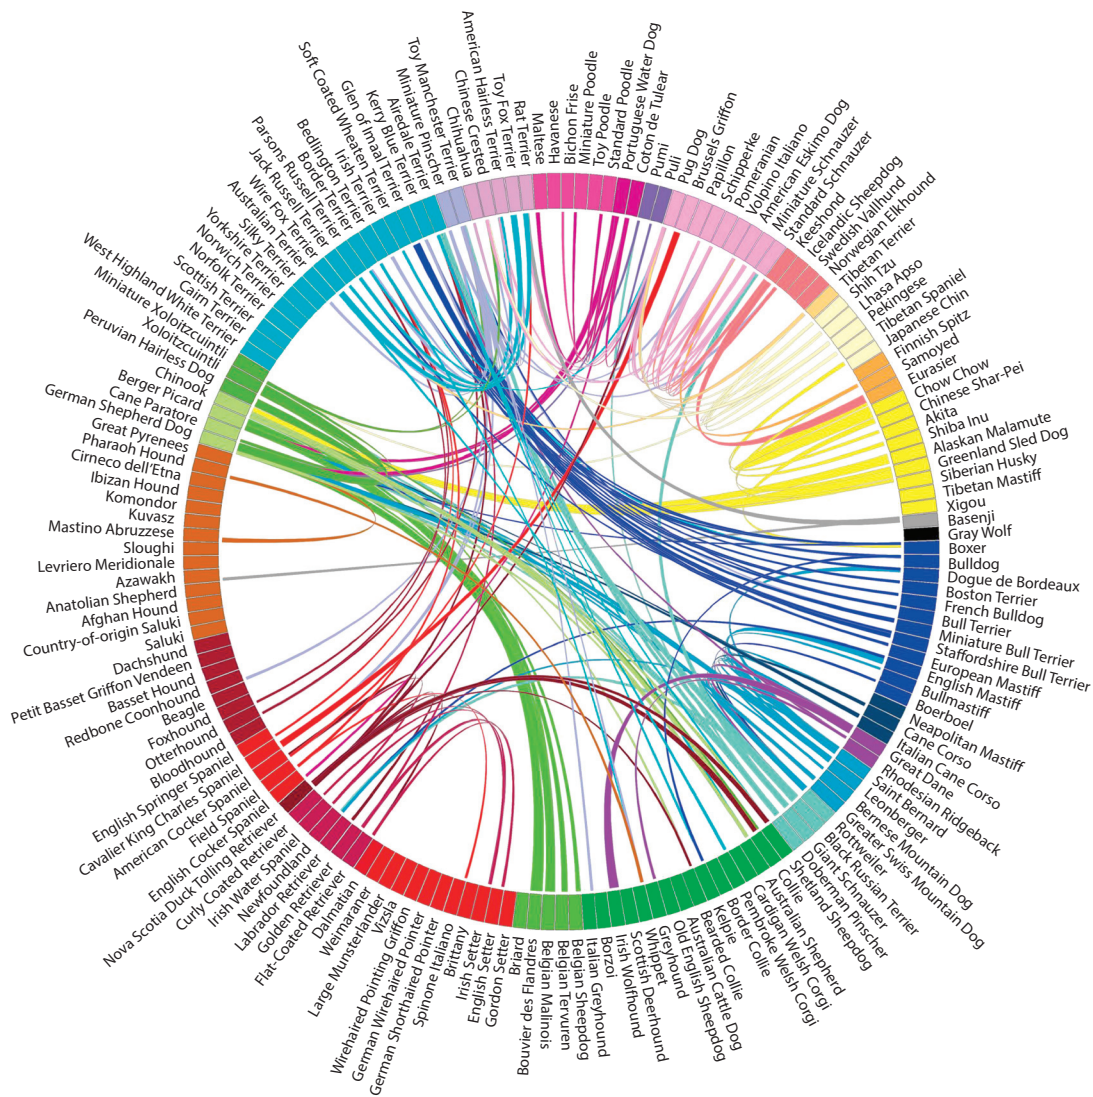 Maltese
Havanese
Bichon Frise
Miniature Poodle
Toy Poodle
Standard Poodle
Portuguese Water Dog
Coton de Tulear
Pumi
Puli
Pug Dog
Brussels Griffon
Papillon
Schipperke
Pomeranian
Volpino Italiano
American Eskimo Dog
Miniature Schnauzer
Standard Schnauzer
Keeshond
Icelandic Sheepdog
Swedish Vallhund
Norwegian Elkhound
Tibetan Terrier
Shih Tzu
Lhasa Apso
Pekingese
Tibetan Spaniel
Japanese Chin
Finnish Spitz
Samoyed
Eurasier
Chow Chow
Chinese Shar-Pei
Akita
Shiba Inu
Alaskan Malamute
Greenland Sled Dog
Siberian Husky
Tibetan Mastiff
Xigou
Basenji
Gray Wolf
Boxer
Bulldog
Dogue de Bordeaux
Boston Terrier
French Bulldog
Bull Terrier
Miniature Bull Terrier
Staffordshire Bull Terrier
European Mastiff
English Mastiff
Bullmastiff
Boerboel
Neapolitan Mastiff
Cane Corso
Italian Cane Corso
Great Dane
Rhodesian Ridgeback
Saint Bernard
Leonberger
Bernese Mountain Dog
Greater Swiss Mountain Dog
Rottweiler
Black Russian Terrier
Giant Schnauzer
Doberman Pinscher
Shetland Sheepdog
Collie
Australian Shepherd
Cardigan Welsh Corgi
Pembroke Welsh Corgi
Border Collie
Kelpie
Bearded Collie
Australian Cattle Dog
Old English Sheepdog
Greyhound
Whippet
Scottish Deerhound
Irish Wolfhound
Borzoi
Italian Greyhound
Belgian Sheepdog
Belgian Tervuren
Belgian Malinois
Bouvier des Flandres
Briard
Gordon Setter
English Setter
Irish Setter
Brittany
Spinone Italiano
German Shorthaired Pointer
German Wirehaired Pointer
Wirehaired Pointing Griffon
Vizsla
Large Munsterlander
Weimaraner
Dalmatian
Flat-Coated Retriever
Golden Retriever
Labrador Retriever
Newfoundland
Irish Water Spaniel
Curly Coated Retriever
Nova Scotia Duck Tolling Retriever
English Cocker Spaniel
Field Spaniel
American Cocker Spaniel
Cavalier King Charles Spaniel
English Springer Spaniel
Bloodhound
Otterhound
Foxhound
Beagle
Redbone Coonhound
Basset Hound
Petit Basset Griffon Vendeen
Dachshund
Saluki
Country-of-origin Saluki
Afghan Hound
Anatolian Shepherd
Azawakh
Levriero Meridionale
Sloughi
Mastino Abruzzese
Kuvasz
Komondor
Ibizan Hound
Cirneco dell’Etna
Pharaoh Hound
Great Pyrenees
German Shepherd Dog
Cane Paratore
Berger Picard
Chinook
Peruvian Hairless Dog
Xoloitzcuintli
Miniature Xoloitzcuintli
West Highland White Terrier
Cairn Terrier
Scottish Terrier
Norfolk Terrier
Norwich Terrier
Yorkshire Terrier
Silky Terrier
Australian Terrier
Wire Fox Terrier
Jack Russell Terrier
Parsons Russell Terrier
Border Terrier
Bedlington Terrier
Irish Terrier
Soft Coated Wheaten Terrier
Glen of Imaal Terrier
Kerry Blue Terrier
Airedale Terrier
Miniature Pinscher
Toy Manchester Terrier
Chihuahua
Chinese Crested
American Hairless Terrier
Toy Fox Terrier
Rat Terrier